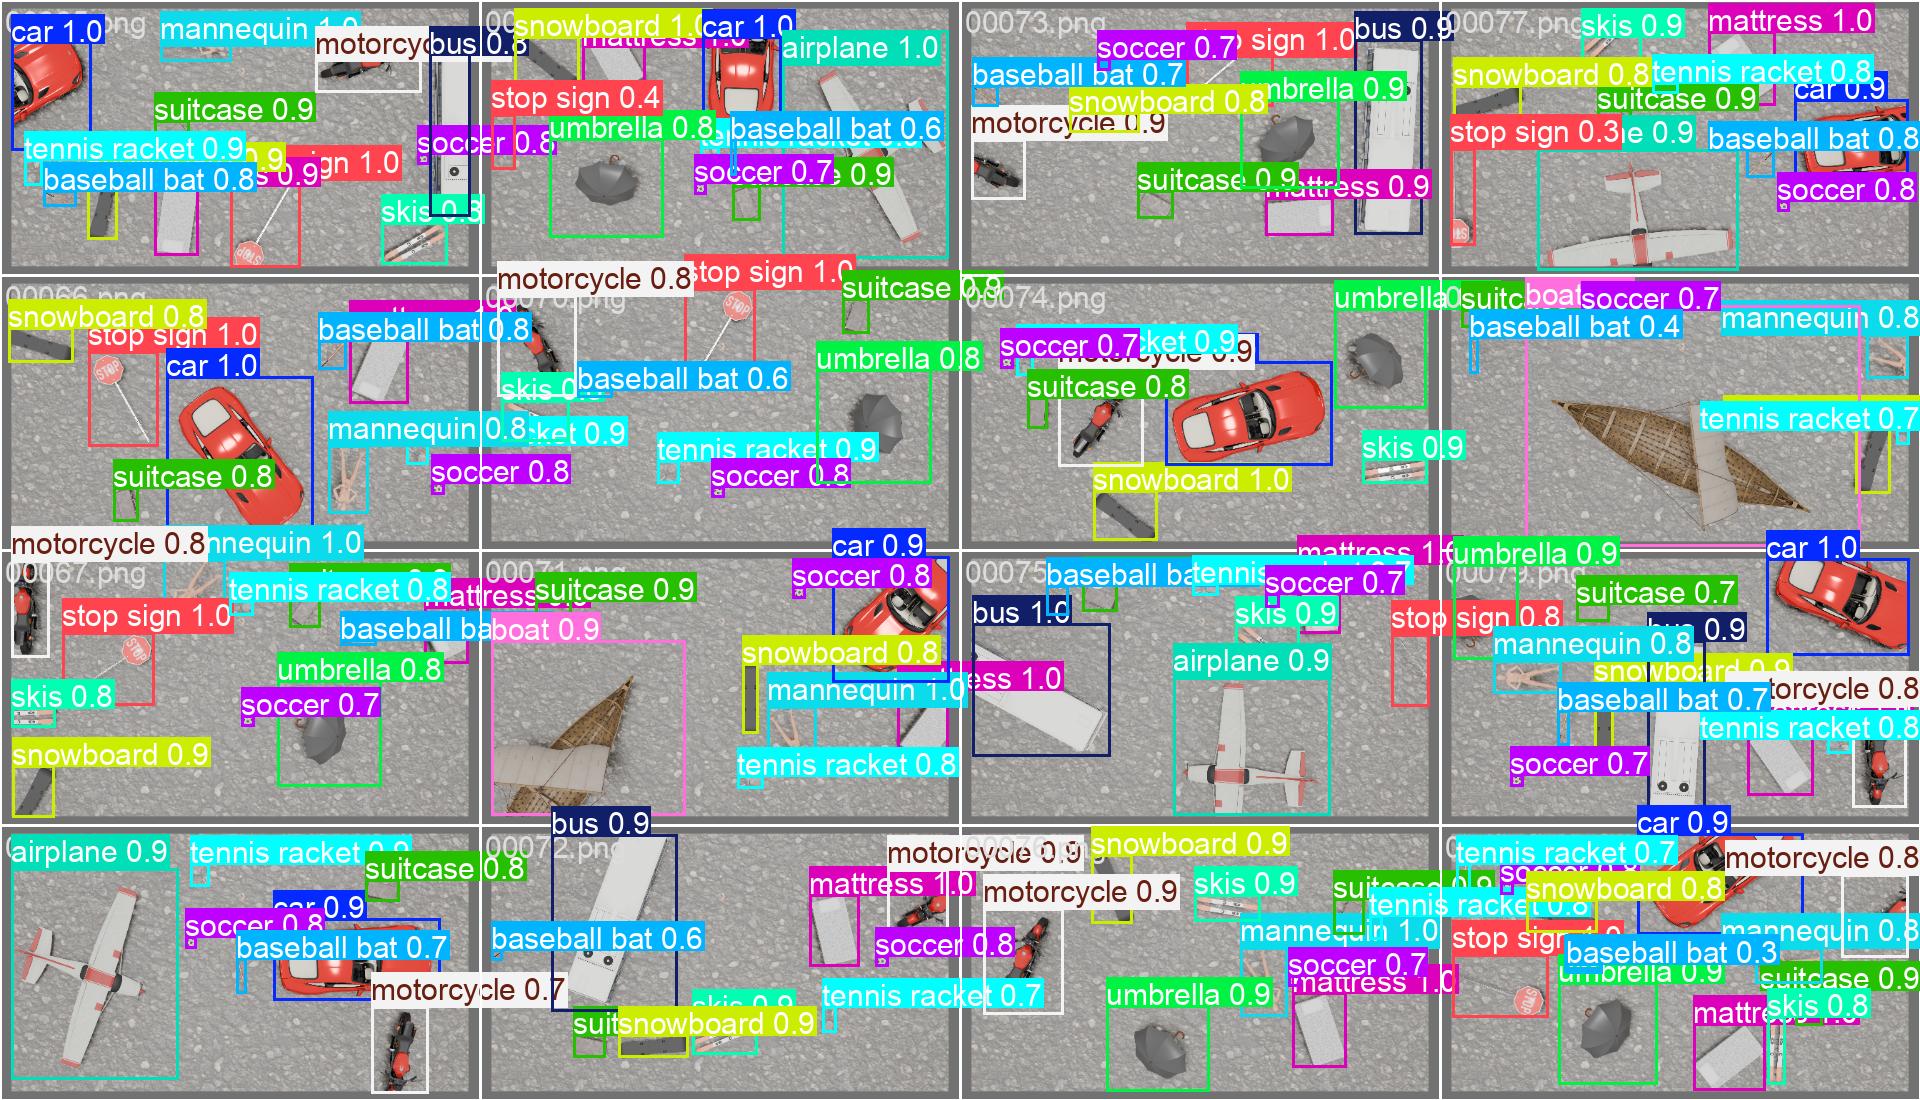 car 1.0
mannequin 1.0
motorcyc
bus 0.8
suitcase 0.9
tennis racket 0.9
baseball bat 0.8
stop sign 1.0
soccer 0.8
skis 0.8
STOP
snowboard 1.0
mattress 1.0
car 1.0
airplane 1.0
stop sign 0.4
umbrella 0.8
baseball bat 0.6
soccer 0.7
00073.png
soccer 0.7
sign 1.0
bus 0.9
baseball bat 0.7
snowboard 0.8
motorcycle 0.9
umbrella 0.9
suitcase 0.9
mattress 0.9
00077.png
skis 0.9
mattress 1.0
snowboard 0.8
tennis racket 0.8
suitcase 0.9
car 0.9
stop sign 0.3
baseball bat 0.8
soccer 0.8
00066.png
snowboard 0.8
stop sign 1.0
STOP
car 1.0
baseball bat 0.8
mannequin 0.8
suitcase 0.8
soccer 0.8
00070.png
motorcycle 0.8
stop sign 1.0
STOP
suitcase 0.9
umbrella 0.8
baseball bat 0.6
tennis racket 0.9
soccer 0.8
00074.png
umbrella
soccer 0.7
motorcycle 0.9
suitcase 0.8
skis 0.9
snowboard 1.0
boat
soccer 0.7
baseball bat 0.4
mannequin 0.8
tennis racket 0.7
00067.png
motorcycle 0.8
mannequin 1.0
tennis racket 0.8
stop sign 1.0
STOP
umbrella 0.8
skis 0.8
soccer 0.7
snowboard 0.9
00071.png
suitcase 0.9
boat 0.9
car 0.9
soccer 0.8
snowboard 0.8
mannequin 1.0
tennis racket 0.8
00075
mattress 1.0
soccer 0.7
bus 1.0
skis 0.9
airplane 0.9
stop sign 0.8
00079.png
umbrella 0.9
suitcase 0.7
car 1.0
bus 0.9
mannequin 0.8
snowboard 0.9
baseball bat 0.7
motorcycle 0.8
tennis racket 0.8
soccer 0.7
airplane 0.9
tennis racket 0.9
suitcase 0.8
car 0.9
soccer 0.8
baseball bat 0.7
motorcycle 0.7
00072.png
bus 0.9
mattress 1.0
motorcycle 0.9
baseball bat 0.6
soccer 0.8
tennis racket 0.7
skis 0.9
snowboard 0.9
snowboard 0.9
motorcycle 0.9
skis 0.9
suitcase 0.9
mannequin 1.0
soccer 0.7
mattress 1.0
umbrella 0.9
car 0.9
tennis racket 0.7
soccer 0.8
motorcycle 0.8
snowboard 0.8
stop sign
STOP
mannequin 0.8
baseball bat 0.3
umbrella 0.9
suitcase 0.9
skis 0.8